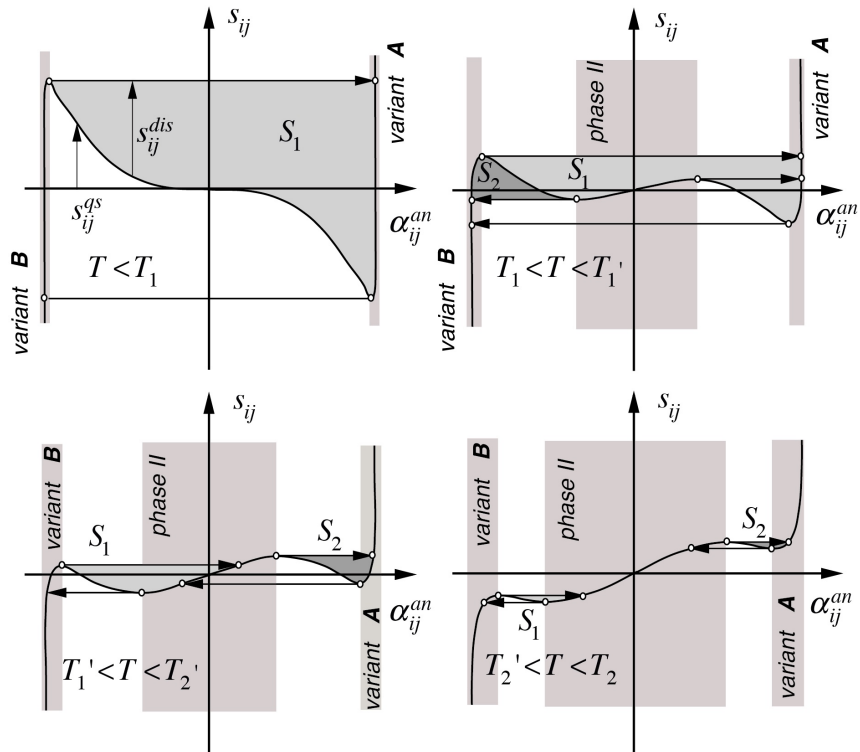 s_ij
variant A
s_ij^dis
S_1
s_ij^qs
α_ij^an
T < T_1
variant B
s_ij
variant A
phase II
S_2
S_1
α_ij^an
T_1 < T < T_1'
variant B
s_ij
variant B
phase II
S_1
S_2
α_ij^an
variant A
T_1' < T < T_2'
s_ij
variant B
phase II
S_2
α_ij^an
S_1
variant A
T_2' < T < T_2